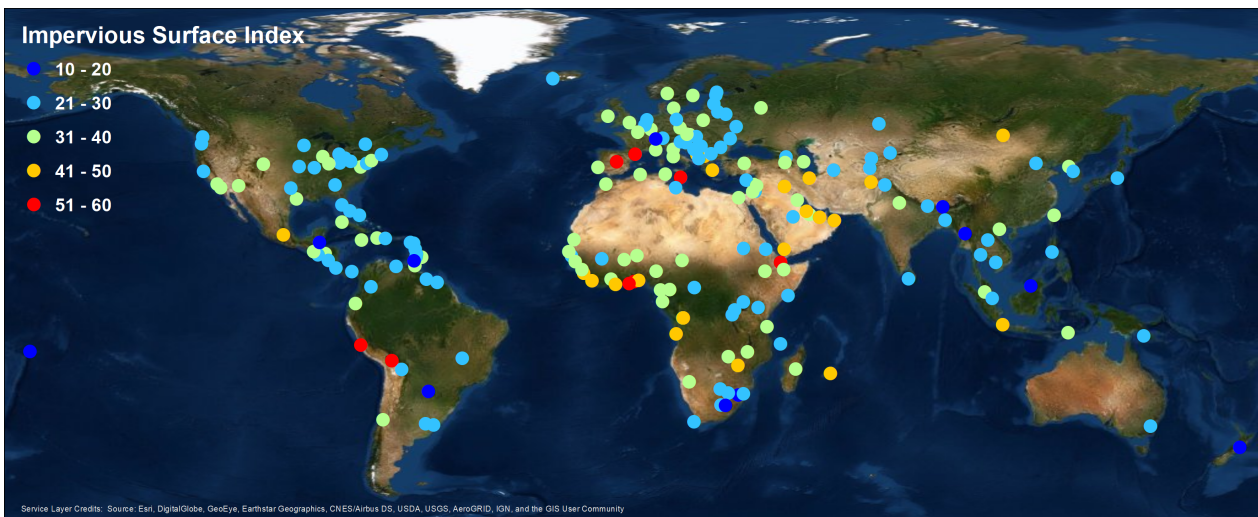 Impervious Surface Index
10 - 20
21 - 30
31 - 40
41 - 50
51 - 60
Service Layer Credits: Source: Esri, DigitalGlobe, GeoEye, Earthstar Geographics, CNES/Airbus DS, USDA, USGS, AeroGRID, IGN, and the GIS User Community